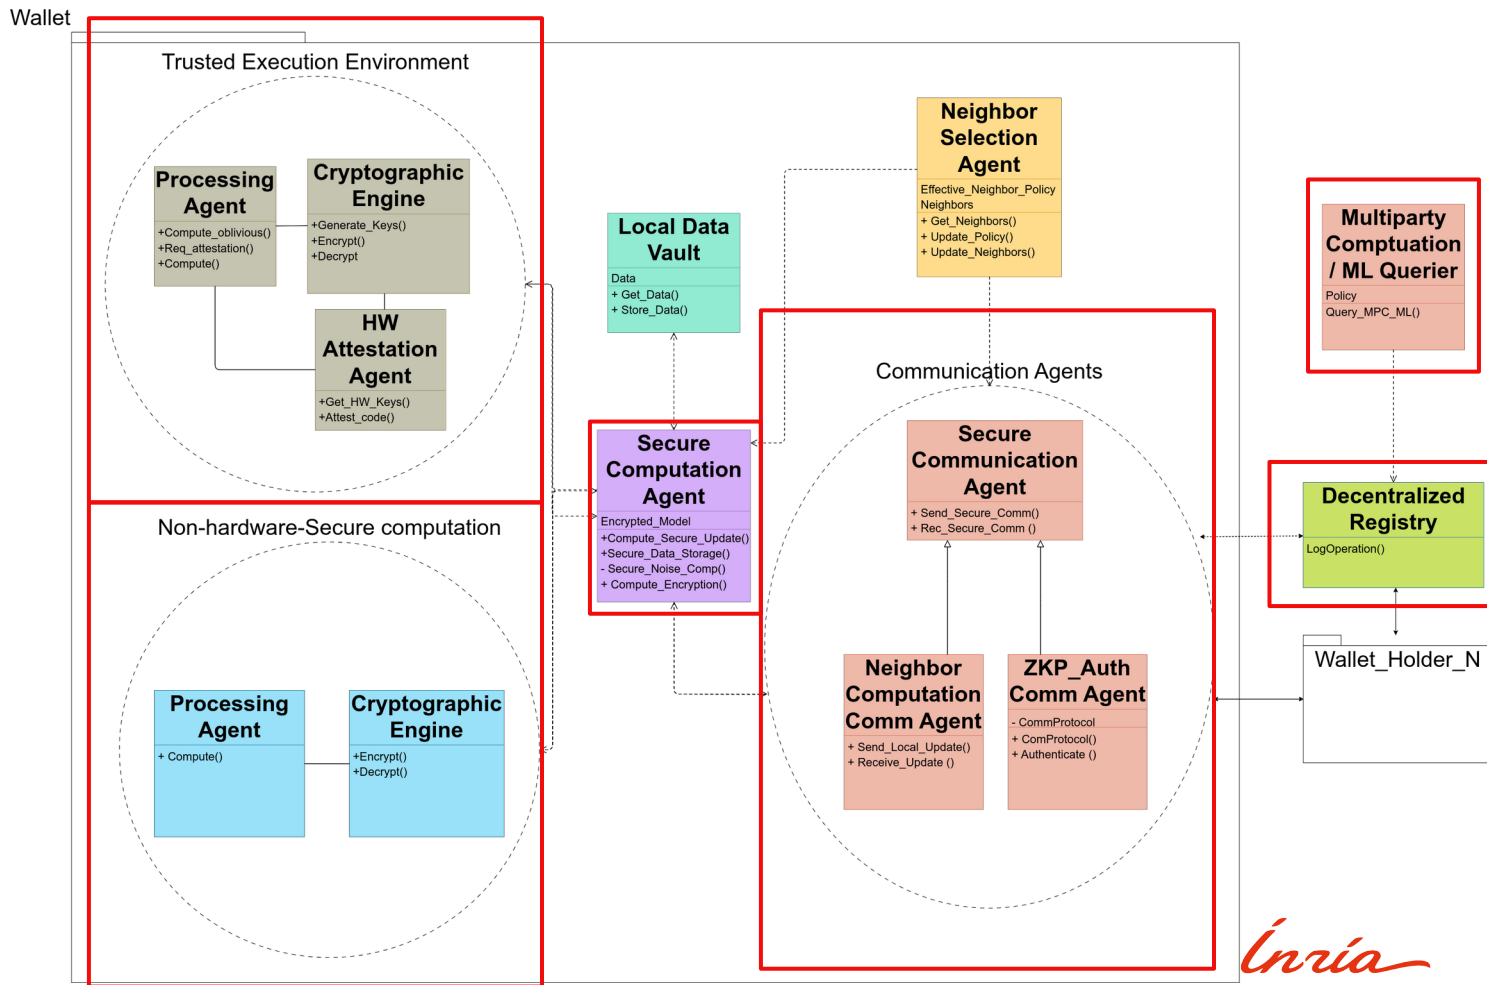 Wallet
Trusted Execution Environment
Processing
Agent
+Compute_oblivious()
+Req_attestation()
+Compute()
Cryptographic
Engine
+Generate_Keys()
+Encrypt()
+Decrypt
HW
Attestation
Agent
+Get_HW_Keys()
+Attest_code()
Non-hardware-Secure computation
Processing
Agent
+ Compute()
Cryptographic
Engine
+Encrypt()
+Decrypt()
Local Data
Vault
Data
+ Get_Data()
+ Store_Data()
Secure
Computation
Agent
Encrypted_Model
+Compute_Secure_Update()
+Secure_Data_Storage()
- Secure_Noise_Comp()
+ Compute_Encryption()
Neighbor
Selection
Agent
Effective_Neighbor_Policy
Neighbors
+ Get_Neighbors()
+ Update_Policy()
+ Update_Neighbors()
Communication Agents
Secure
Communication
Agent
+ Send_Secure_Comm()
+ Rec_Secure_Comm ()
Neighbor
Computation
Comm Agent
+ Send_Local_Update()
+ Receive_Update ()
ZKP_Auth
Comm Agent
- CommProtocol
+ ComProtocol()
+ Authenticate ()
Multiparty
Comptuation
/ ML Querier
Policy
Query_MPC_ML()
Decentralized
Registry
LogOperation()
Wallet_Holder_N
Inria